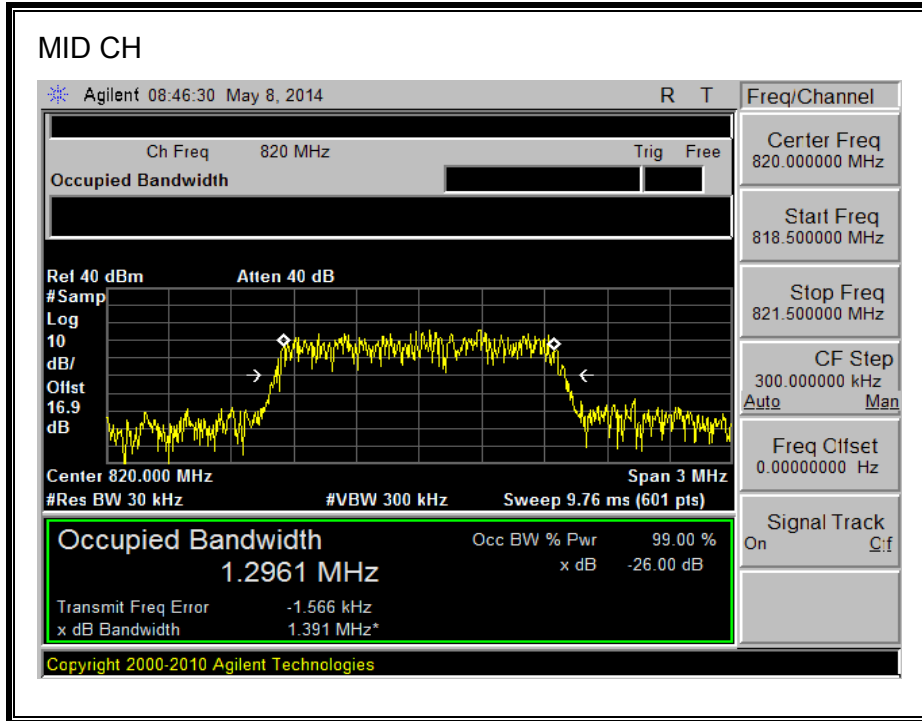 MID CH
Agilent 08:46:30 May 8, 2014 R T
Freq/Channel
Ch Freq 820 MHz Trig Free
Occupied Bandwidth
Center Freq
820.000000 MHz
Start Freq
818.500000 MHz
Stop Freq
821.500000 MHz
CF Step
300.000000 kHz
Auto Man
Freq Offset
0.00000000 Hz
Signal Track
On Off
Ref 40 dBm Atten 40 dB
#Samp
Log
10
dB/
Offst
16.9
dB
Center 820.000 MHz Span 3 MHz
#Res BW 30 kHz #VBW 300 kHz Sweep 9.76 ms (601 pts)
Occupied Bandwidth
1.2961 MHz
Occ BW % Pwr 99.00 %
x dB -26.00 dB
Transmit Freq Error -1.566 kHz
x dB Bandwidth 1.391 MHz*
Copyright 2000-2010 Agilent Technologies